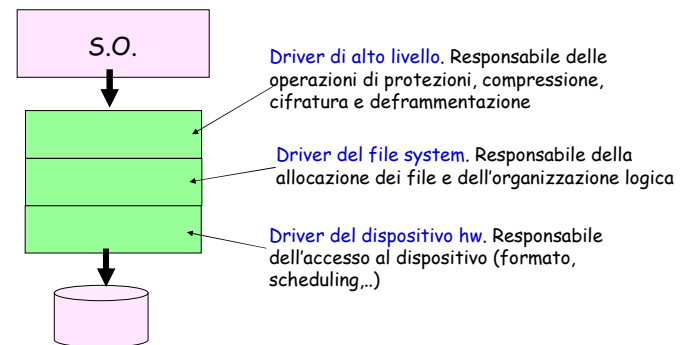 S.O.
Driver di alto livello. Responsabile delle
operazioni di protezioni, compressione,
cifratura e deframmentazione
Driver del file system. Responsabile della
allocazione dei file e dell'organizzazione logica
Driver del dispositivo hw. Responsabile
dell'accesso al dispositivo (formato,
scheduling,..)